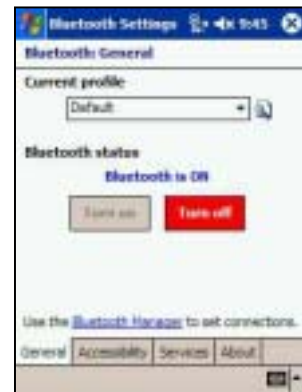 Bluetooth Settings 9:45
Bluetooth: General
Current profile
Default
Bluetooth status
Bluetooth is ON
Turn on Turn off
Use the Bluetooth Manager to set connections.
General Accessibility Services About